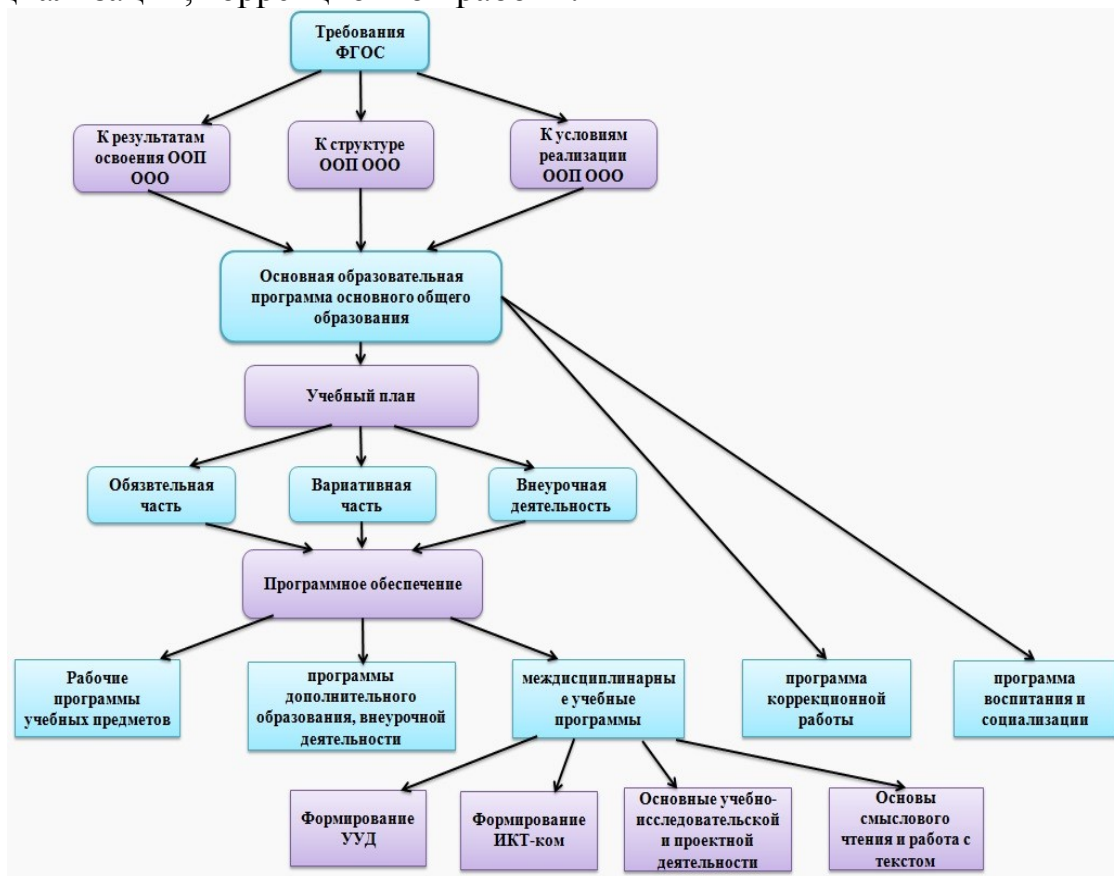 Требования
ФГОС
К результатам
освоения ООП
ООО
К структуре
ООП ООО
К условиям
реализации
ООП ООО
Основная образовательная
программа основного общего
образования
Учебный план
Обязвтельная
часть
Вариативная
часть
Внеурочная
деятельность
Программное обеспечение
Рабочие
программы
учебных предметов
программы
дополнительного
образования, внеурочной
деятельности
междисциплинарны
е учебные
программы
программа
коррекционной
работы
программа
воспитания и
социализации
Формирование
УУД
Формирование
ИКТ-ком
Основные учебно-
исследовательской
и проектной
деятельности
Основы
смыслового
чтения и работа с
текстом